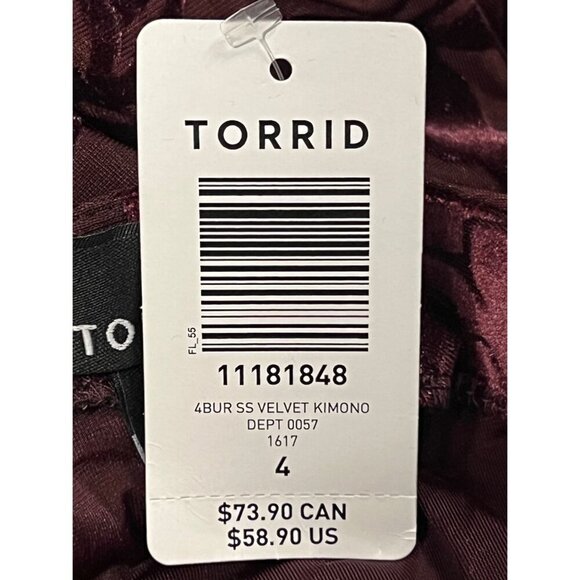 TORRID
FL_55
11181848
4BUR SS VELVET KIMONO
DEPT 0057
1617
4
$73.90 CAN
$58.90 US
TO